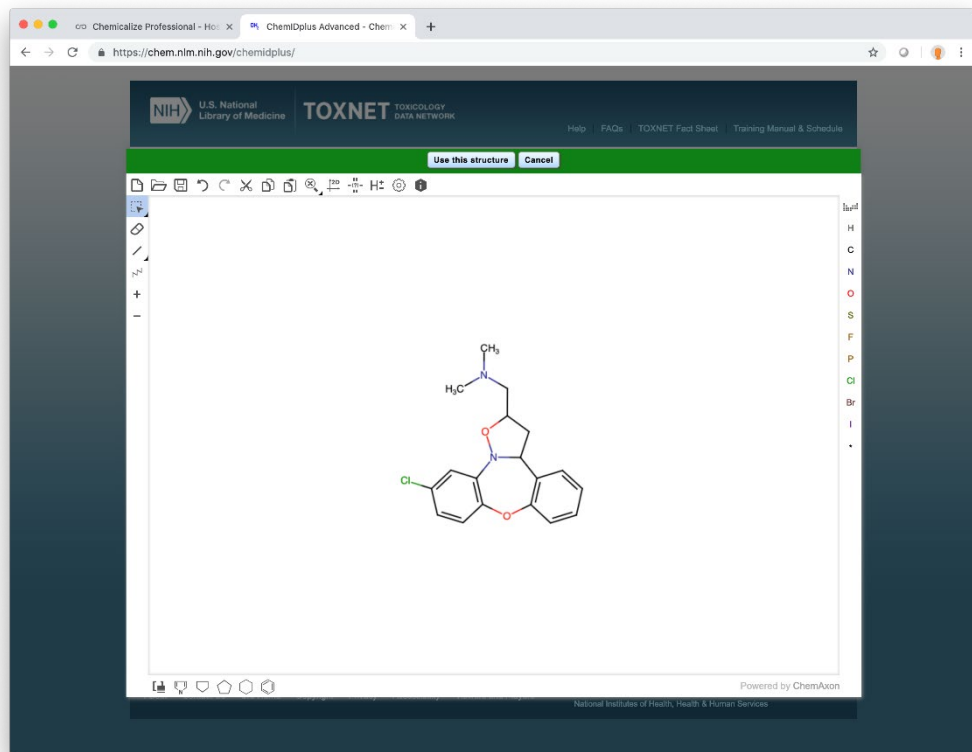 Chemicalize Professional - Hos
ChemIDplus Advanced - Chem
https://chem.nlm.nih.gov/chemidplus/
NIH
U.S. National
Library of Medicine
TOXNET
TOXICOLOGY
DATA NETWORK
Help
FAQs
TOXNET Fact Sheet
Training Manual & Schedule
Use this structure
Cancel
H±
H
C
N
O
S
F
P
Cl
Br
I
CH₃
N
H₃C
O
N
Cl
O
N
Powered by ChemAxon
National Institutes of Health, Health & Human Services